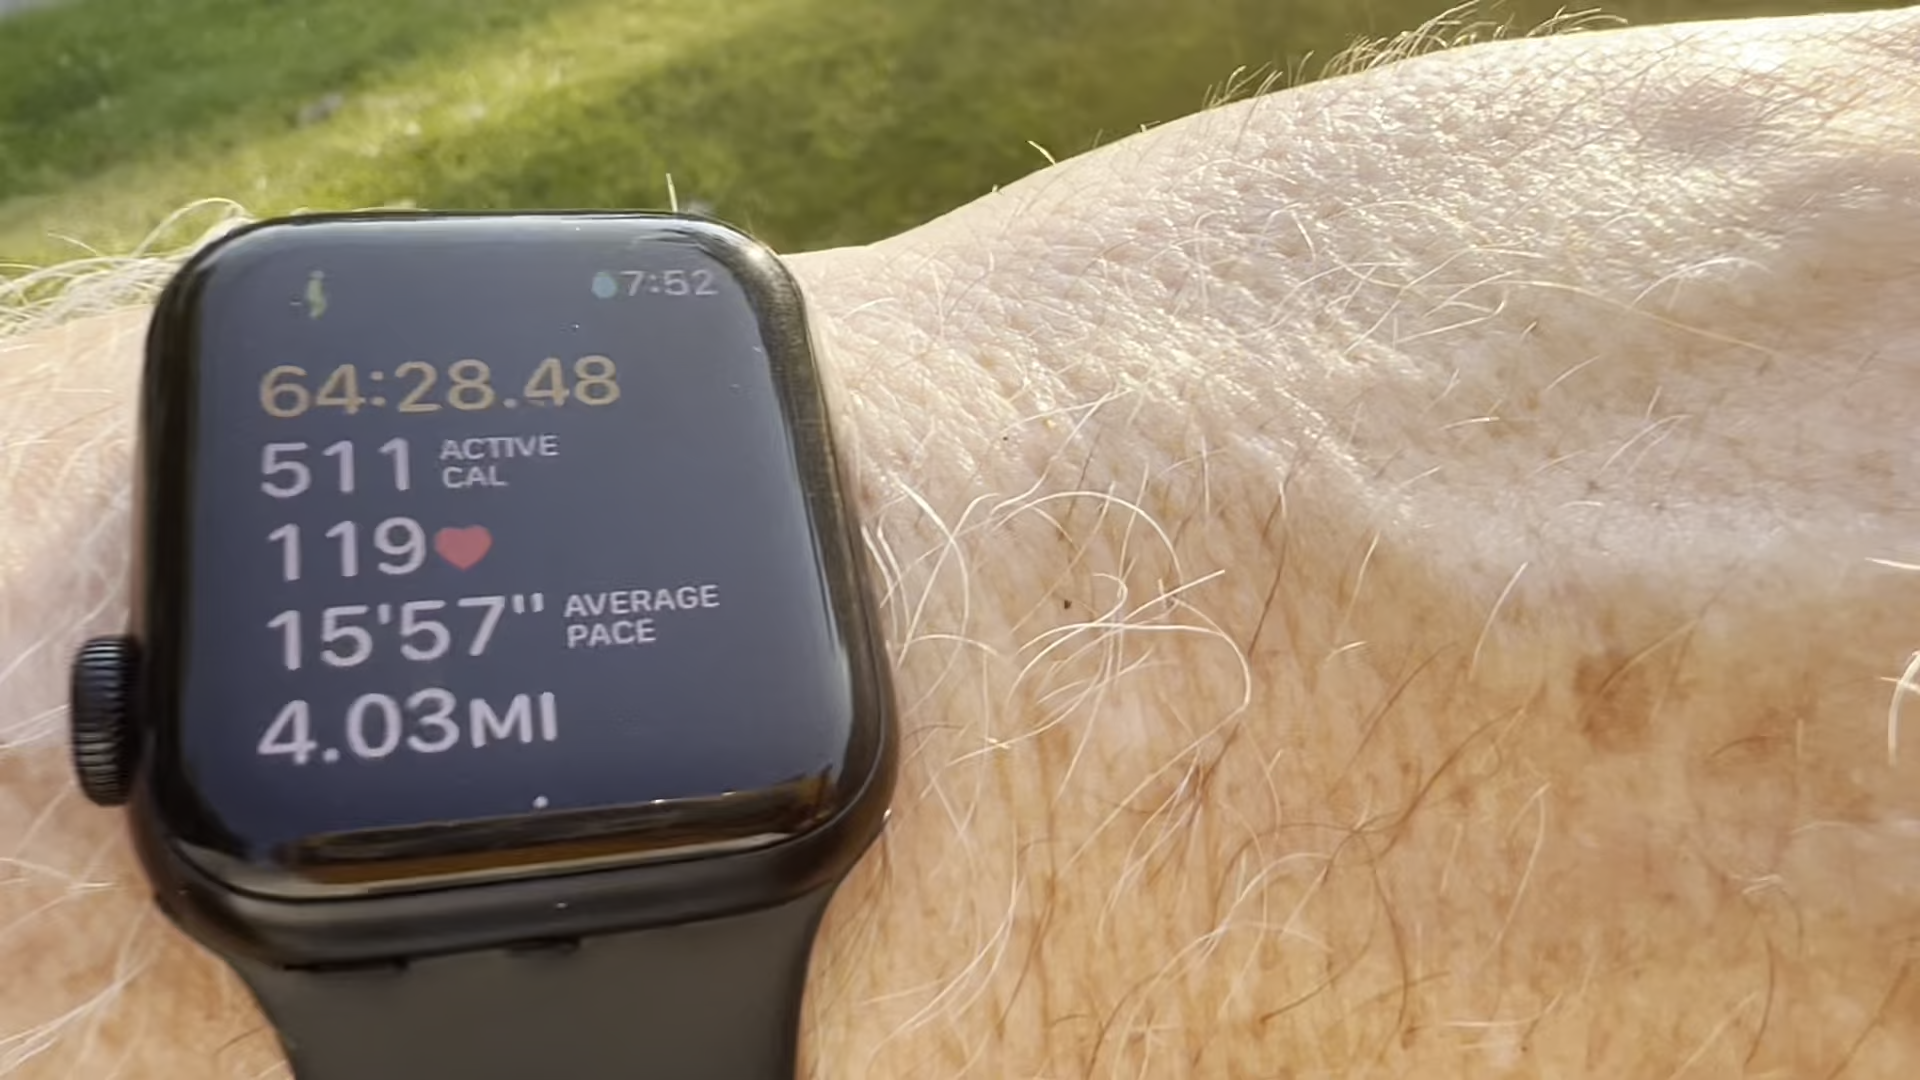 7:52
64:28.48
511 ACTIVE CAL
119
15'57" AVERAGE PACE
4.03MI